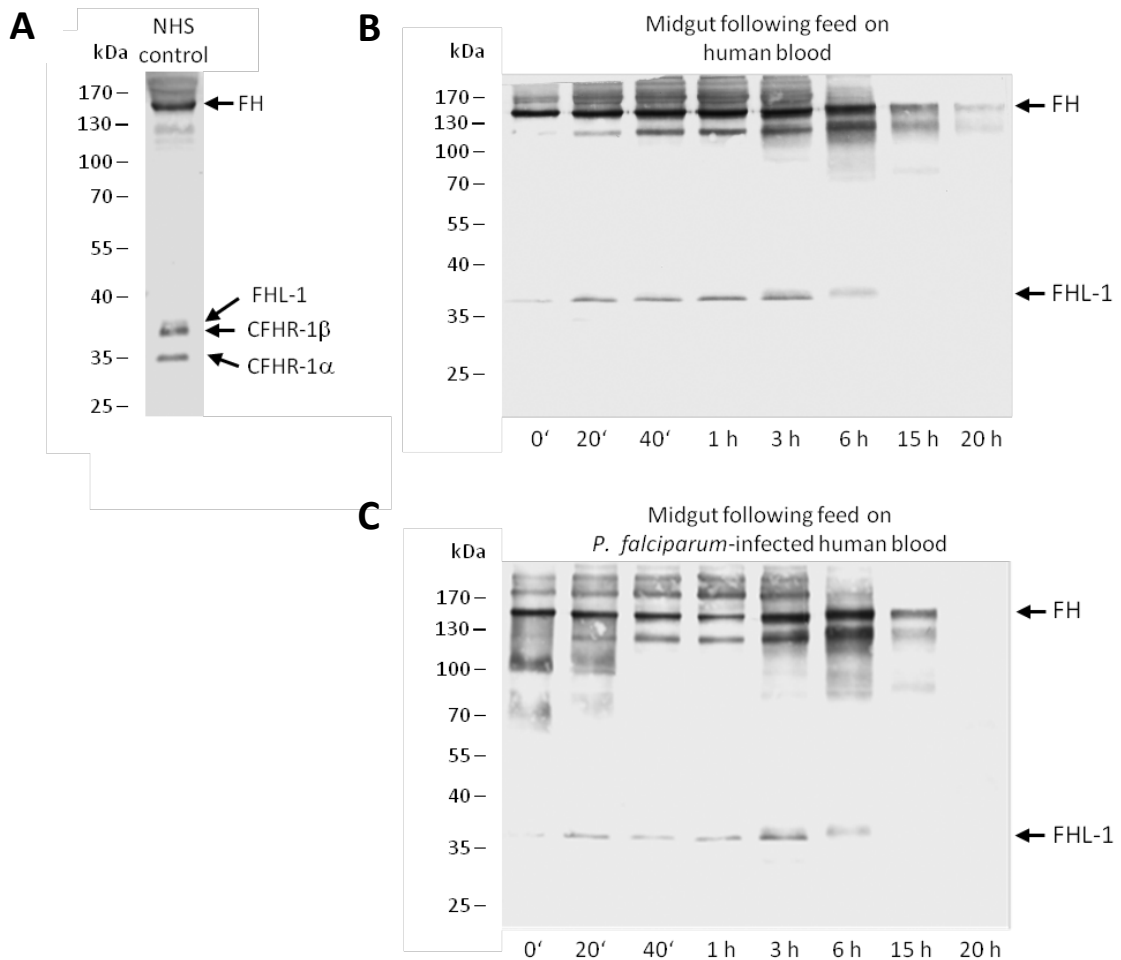 A
NHS
control
kDa
170
130
100
70
55
40
35
25
FH
FHL-1
CFHR-1β
CFHR-1α
B
Midgut following feed on
human blood
kDa
170
130
100
70
55
40
35
25
FH
FHL-1
0‘ 20‘ 40‘ 1 h 3 h 6 h 15 h 20 h
C
Midgut following feed on
P. falciparum-infected human blood
kDa
170
130
100
70
55
40
35
25
FH
FHL-1
0‘ 20‘ 40‘ 1 h 3 h 6 h 15 h 20 h